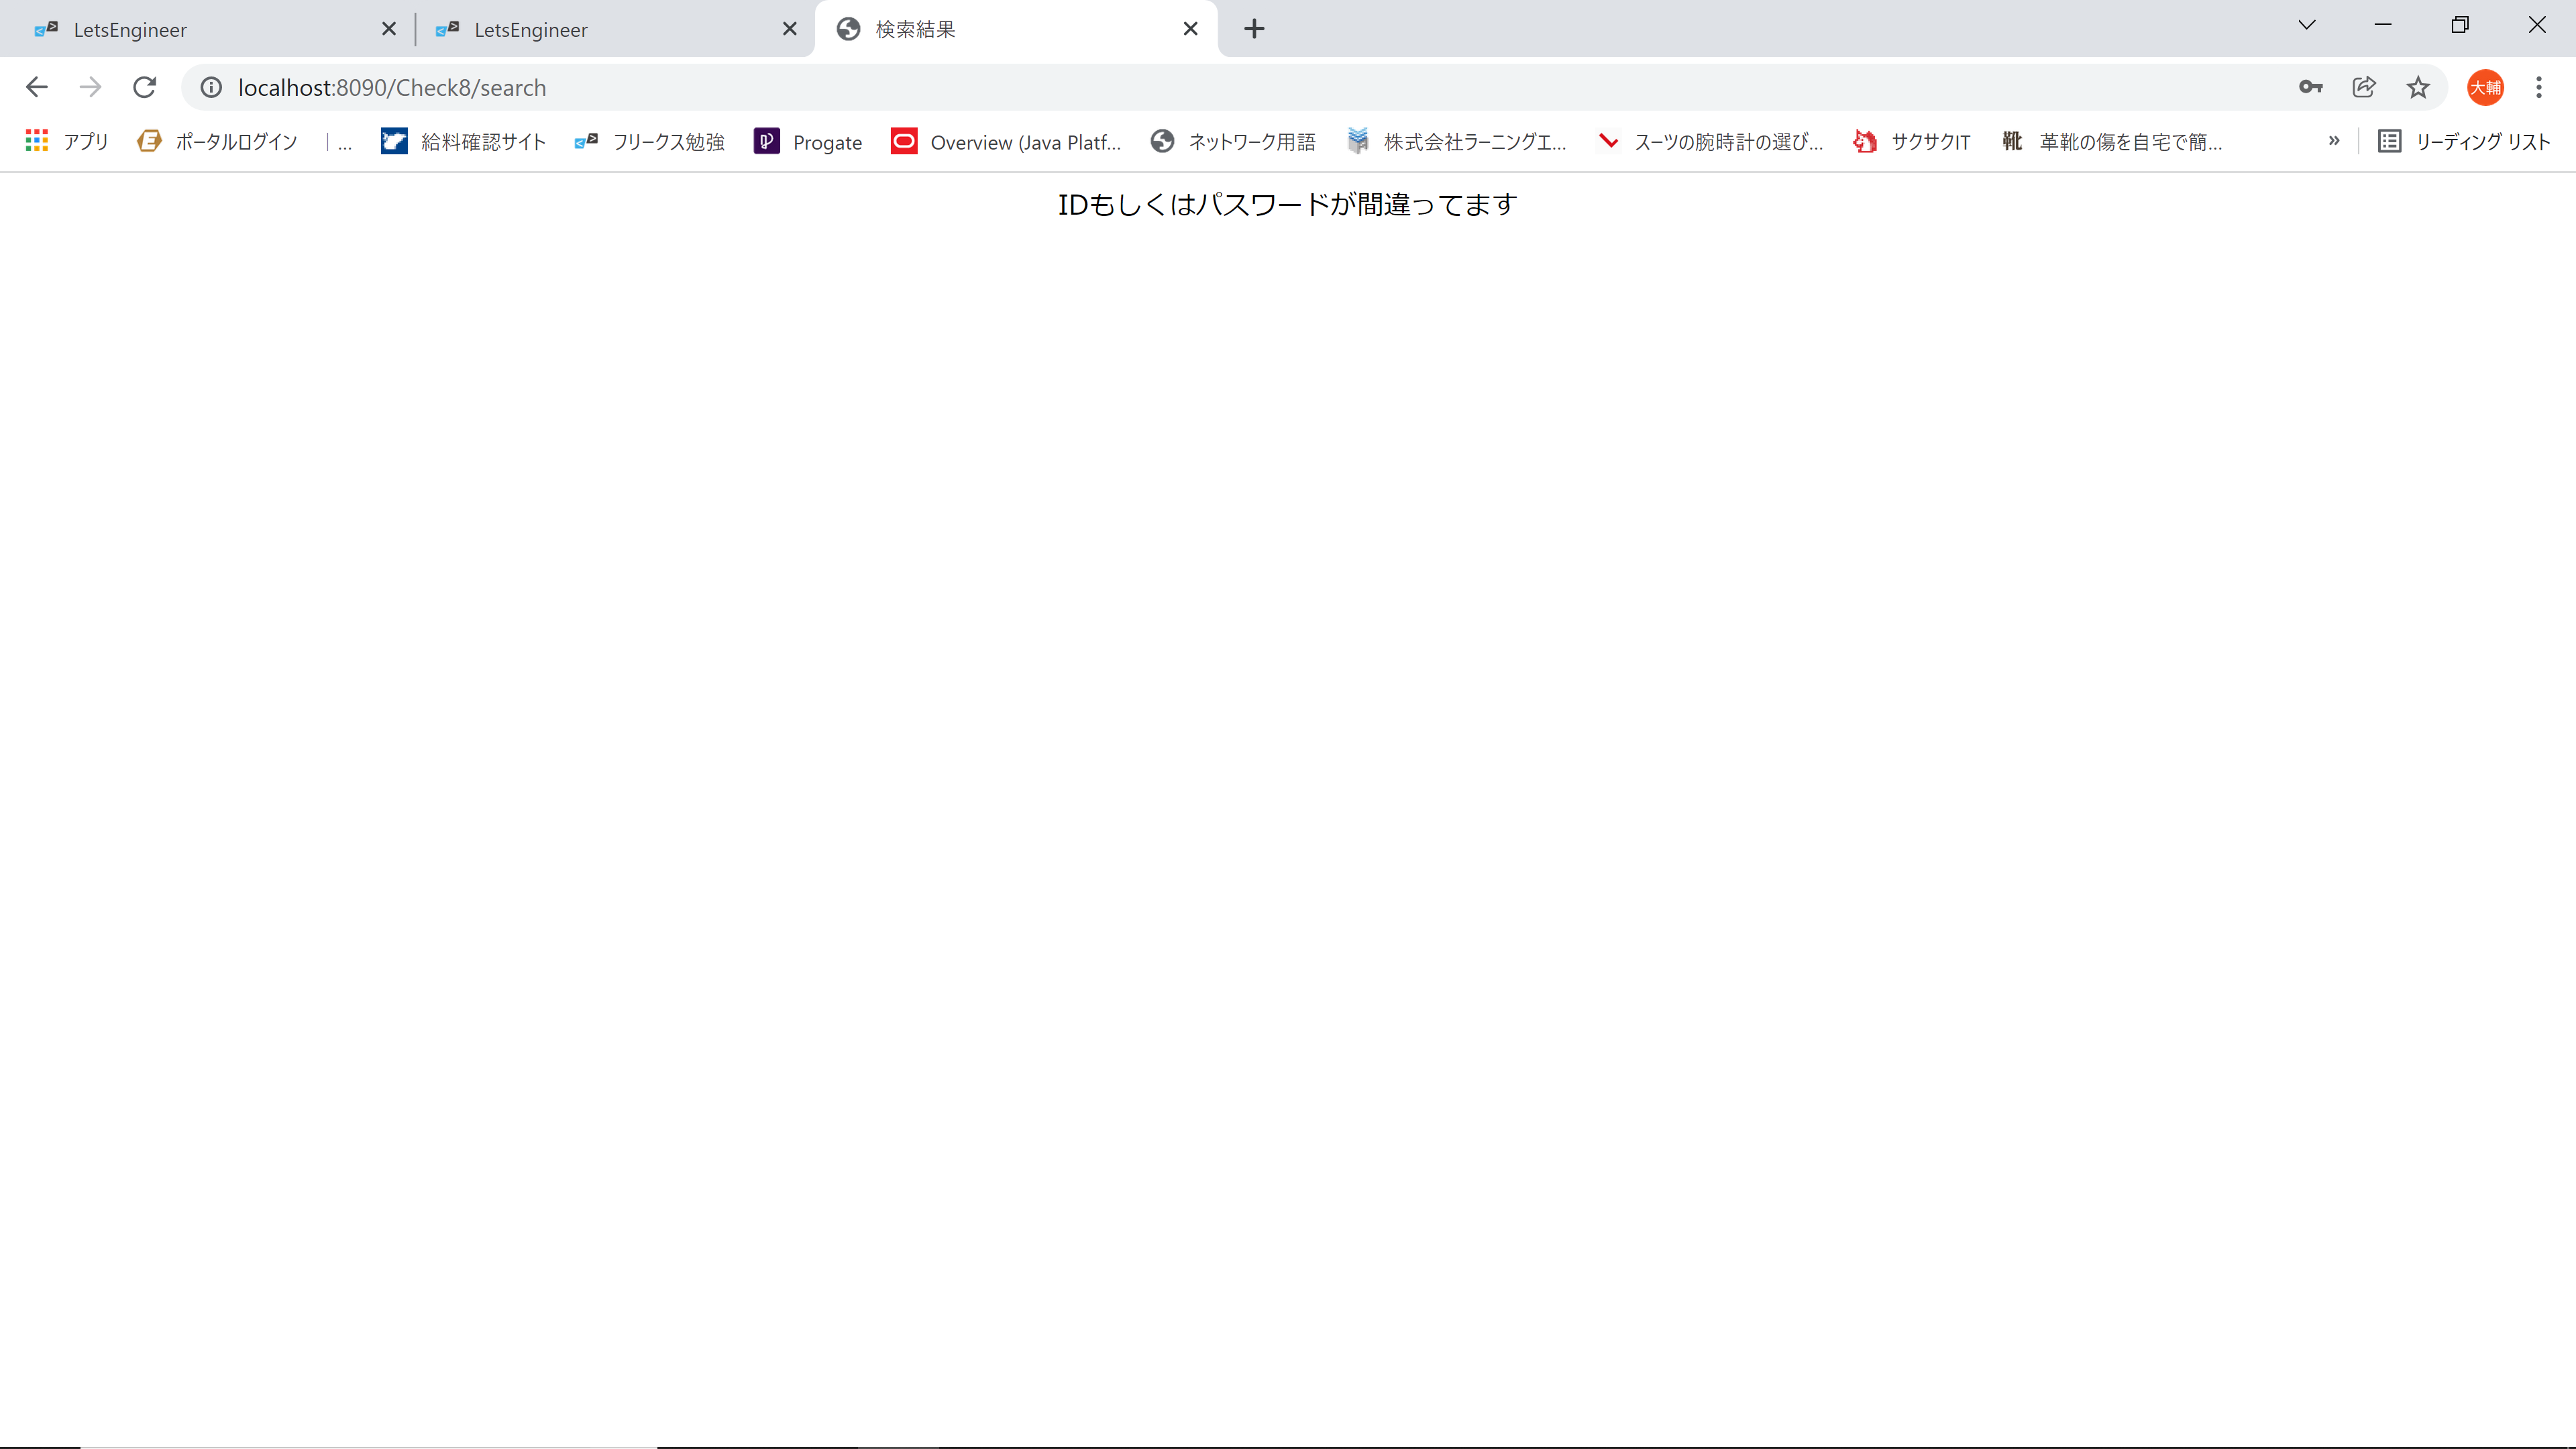 LetsEngineer
LetsEngineer
検索結果
localhost:8090/Check8/search
大輔
アプリ
ポータルログイン ｜...
給料確認サイト
フリークス勉強
Progate
Overview (Java Platf...
ネットワーク用語
株式会社ラーニングエ...
スーツの腕時計の選び...
サクサクIT
靴 革靴の傷を自宅で簡...
»
リーディング リスト
IDもしくはパスワードが間違ってます